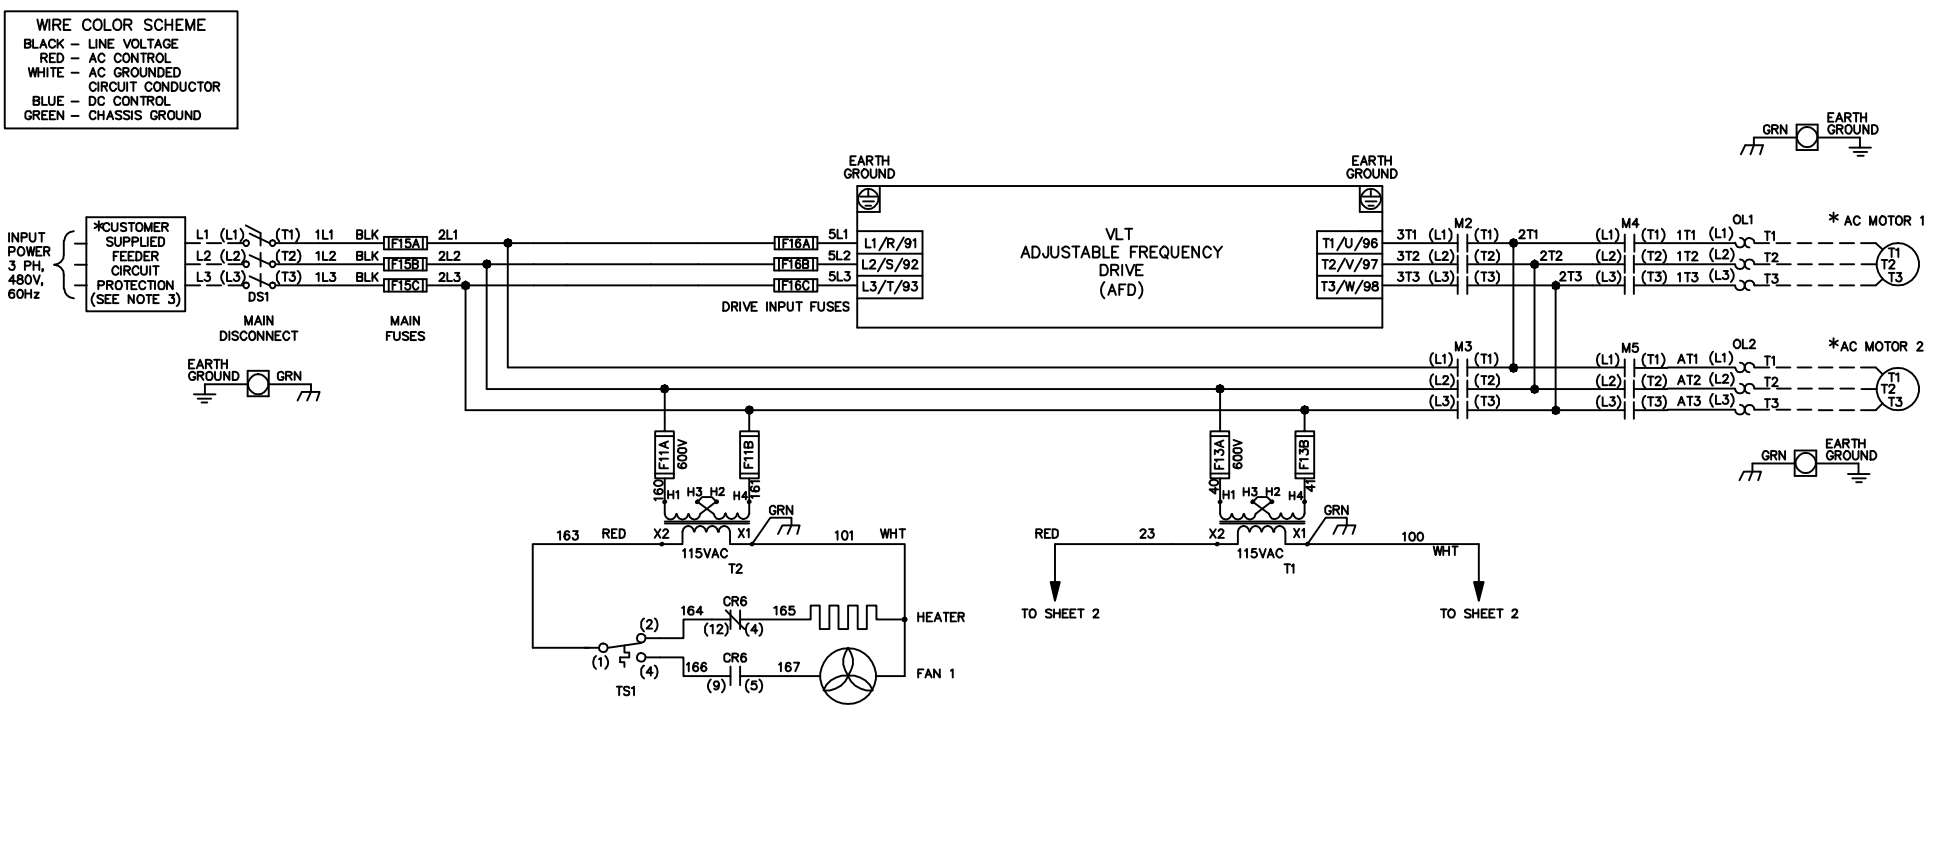 WIRE COLOR SCHEME
BLACK – LINE VOLTAGE
RED – AC CONTROL
WHITE – AC GROUNDED
CIRCUIT CONDUCTOR
BLUE – DC CONTROL
GREEN – CHASSIS GROUND
INPUT
POWER
3 PH,
480V,
60Hz
*CUSTOMER
SUPPLIED
FEEDER
CIRCUIT
PROTECTION
(SEE NOTE 3)
L1 (L1) (T1) 1L1 BLK F15A 2L1
L2 (L2) (T2) 1L2 BLK F15B 2L2
L3 (L3) (T3) 1L3 BLK F15C 2L3
DS1
MAIN
DISCONNECT
MAIN
FUSES
EARTH
GROUND
GRN
F16A 5L1
F16B 5L2
F16C 5L3
DRIVE INPUT FUSES
EARTH
GROUND
EARTH
GROUND
L1/R/91
L2/S/92
L3/T/93
VLT
ADJUSTABLE FREQUENCY
DRIVE
(AFD)
T1/U/96
T2/V/97
T3/W/98
GRN
EARTH
GROUND
M2
M4
OL1
* AC MOTOR 1
3T1 (L1) (T1) 2T1 (L1) (T1) 1T1 (L1) T1
3T2 (L2) (T2) 2T2 (L2) (T2) 1T2 (L2) T2
3T3 (L3) (T3) 2T3 (L3) (T3) 1T3 (L3) T3
T1
T2
T3
M3
M5
OL2
*AC MOTOR 2
(L1) (T1) (L1) (T1) AT1 (L1) T1
(L2) (T2) (L2) (T2) AT2 (L2) T2
(L3) (T3) (L3) (T3) AT3 (L3) T3
T1
T2
T3
GRN
EARTH
GROUND
F11A
600V
F11B
160
161
H1 H3 H2 H4
GRN
163 RED X2 X1 101 WHT
115VAC
T2
F13A
600V
F13B
40
41
H1 H3 H2 H4
GRN
RED 23 X2 X1 100
WHT
115VAC
T1
TO SHEET 2
TO SHEET 2
164 CR6 165
(2) (12) (4)
HEATER
(1)
(4)
TS1
166 CR6 167
(9) (5)
FAN 1